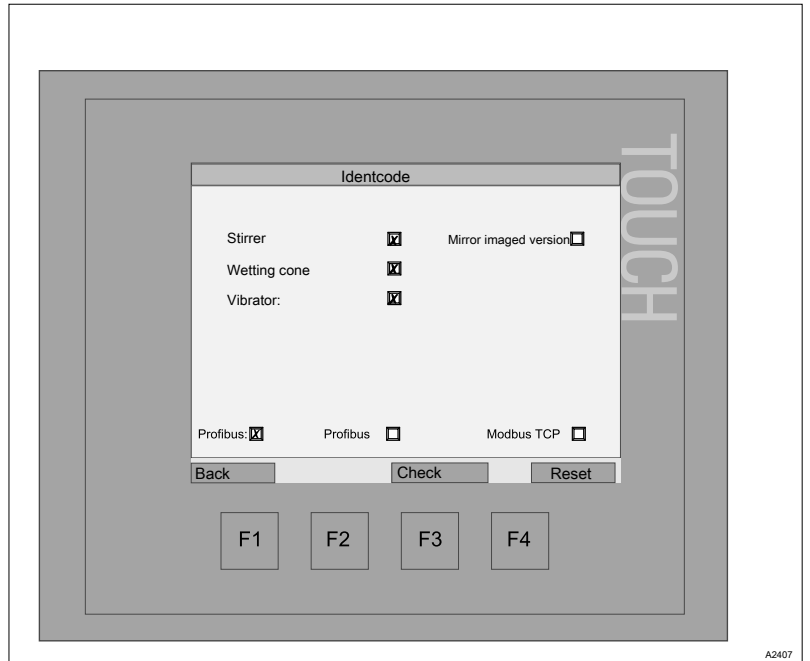 Identcode
TOUCH
Stirrer X Mirror imaged version
Wetting cone X
Vibrator: X
Profibus: X Profibus Modbus TCP
Back Check Reset
F1 F2 F3 F4
A2407